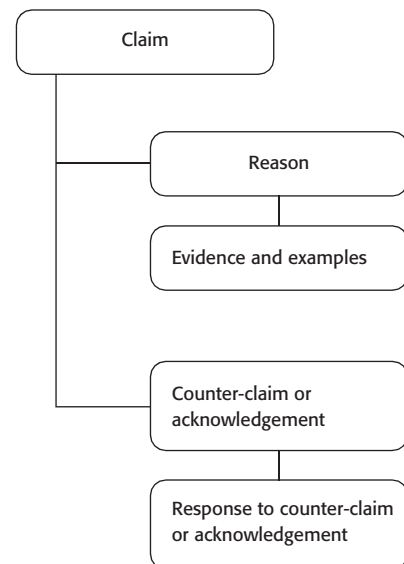 Claim
Reason
Evidence and examples
Counter-claim or
acknowledgement
Response to counter-claim
or acknowledgement